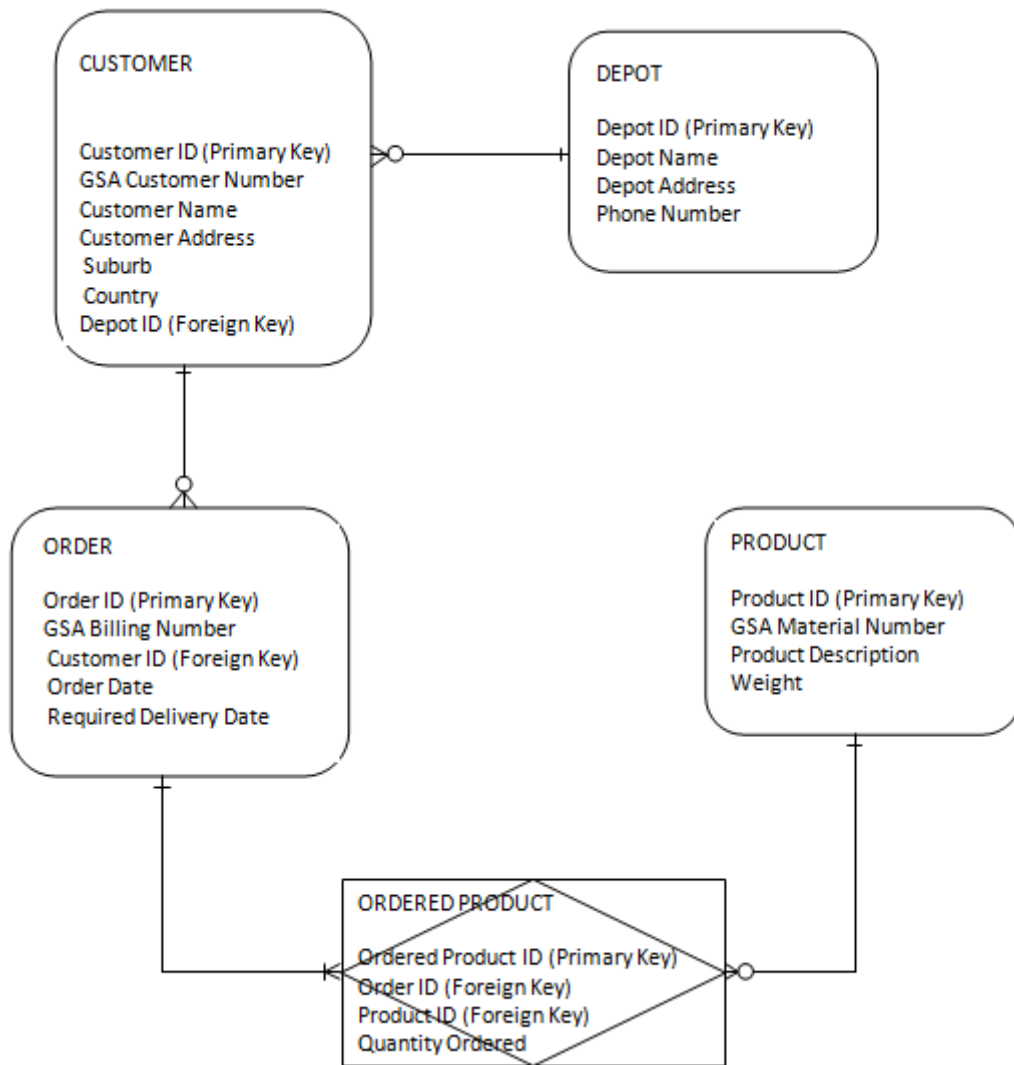 CUSTOMER
Customer ID (Primary Key)
GSA Customer Number
Customer Name
Customer Address
Suburb
Country
Depot ID (Foreign Key)
DEPOT
Depot ID (Primary Key)
Depot Name
Depot Address
Phone Number
ORDER
Order ID (Primary Key)
GSA Billing Number
Customer ID (Foreign Key)
Order Date
Required Delivery Date
PRODUCT
Product ID (Primary Key)
GSA Material Number
Product Description
Weight
ORDERED PRODUCT
Ordered Product ID (Primary Key)
Order ID (Foreign Key)
Product ID (Foreign Key)
Quantity Ordered